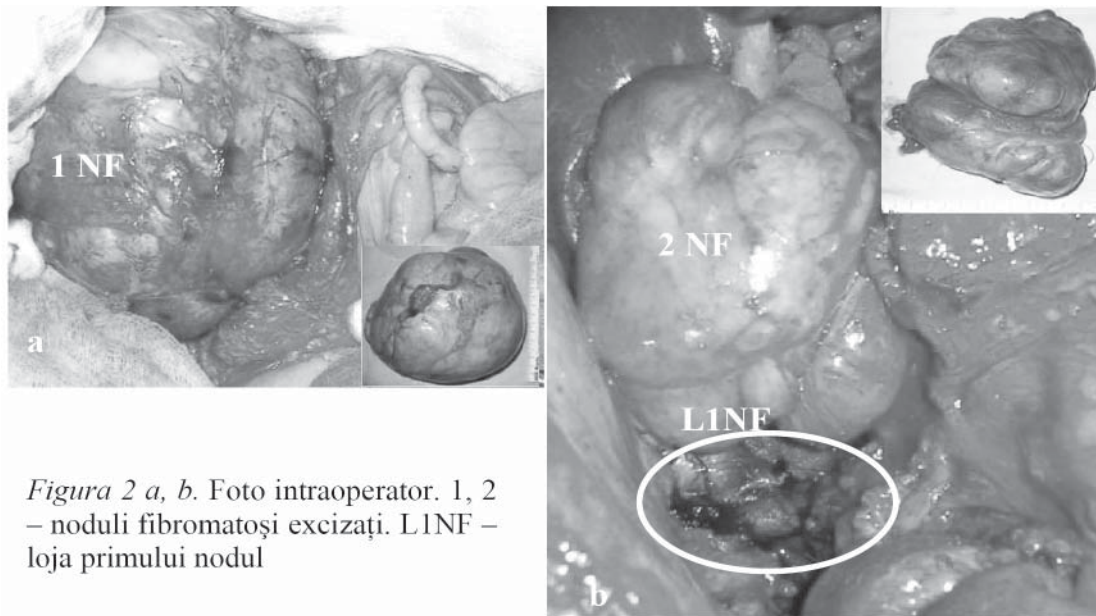 1 NF
a
2 NF
L1NF
b
Figura 2 a, b. Foto intraoperator. 1, 2
– noduli fibromatoşi excizaţi. L1NF –
loja primului nodul